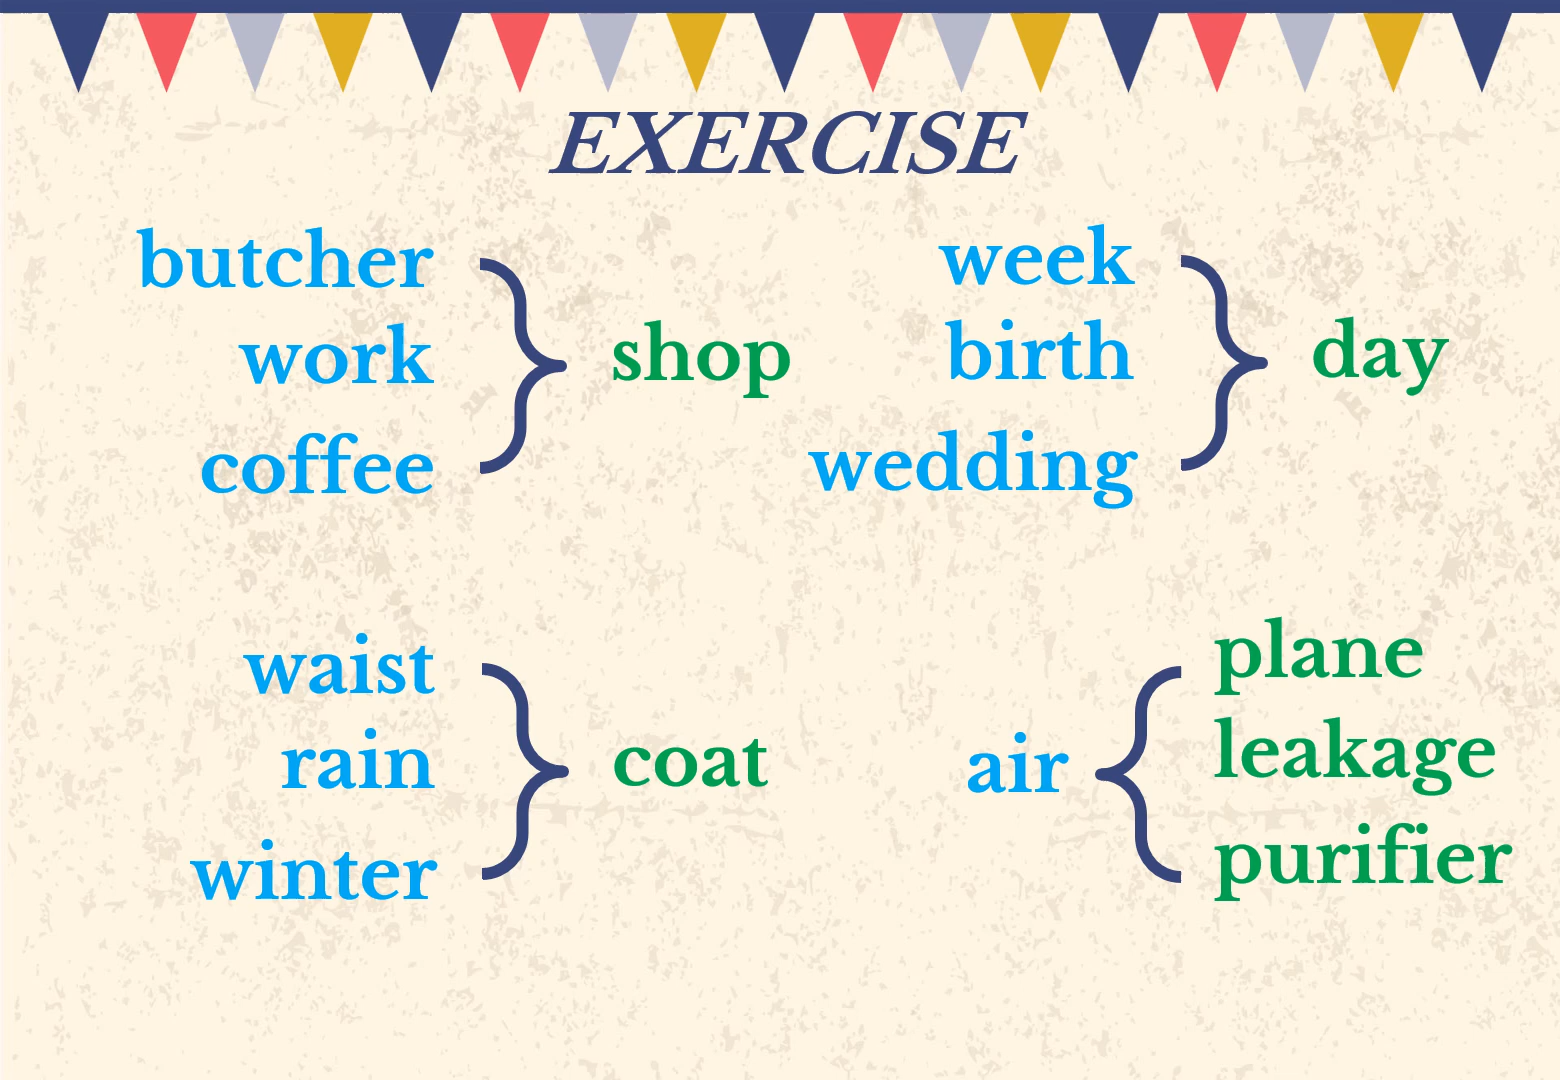 EXERCISE
butcher
work
coffee
shop
week
birth
wedding
day
waist
rain
winter
coat
air
plane
leakage
purifier